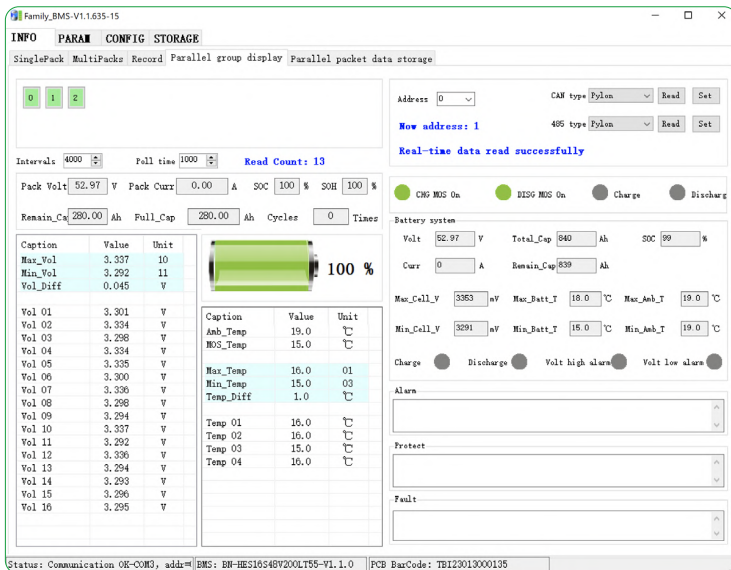 Family_BMS-V1.1.635-15
INFO PARAM CONFIG STORAGE
SinglePack MultiPacks Record Parallel group display Parallel packet data storage
0 1 2
Intervals 4000 Poll time 1000 Read Count: 13
Pack Volt 52.97 V Pack Curr 0.00 A SOC 100 % SOH 100 %
Remain_Ca 280.00 Ah Full_Cap 280.00 Ah Cycles 0 Times
Caption Value Unit
Max_Vol 3.337 10
Min_Vol 3.292 11
Vol_Diff 0.045 V
Vol 01 3.301 V
Vol 02 3.334 V
Vol 03 3.298 V
Vol 04 3.334 V
Vol 05 3.335 V
Vol 06 3.300 V
Vol 07 3.336 V
Vol 08 3.298 V
Vol 09 3.294 V
Vol 10 3.337 V
Vol 11 3.292 V
Vol 12 3.336 V
Vol 13 3.294 V
Vol 14 3.293 V
Vol 15 3.296 V
Vol 16 3.295 V
100 %
Caption Value Unit
Amb_Temp 19.0 ℃
MOS_Temp 15.0 ℃
Max_Temp 16.0 01
Min_Temp 15.0 03
Temp_Diff 1.0 ℃
Temp 01 16.0 ℃
Temp 02 16.0 ℃
Temp 03 15.0 ℃
Temp 04 16.0 ℃
Address 0 CAN type Pylon Read Set
Now address: 1 485 type Pylon Read Set
Real-time data read successfully
CHG MOS On DISG MOS On Charge Discharg
Battery system
Volt 52.97 V Total_Cap 840 Ah SOC 99 %
Curr 0 A Remain_Cap 839 Ah
Max_Cell_V 3353 mV Max_Batt_T 18.0 ℃ Max_Amb_T 19.0 ℃
Min_Cell_V 3291 mV Min_Batt_T 15.0 ℃ Min_Amb_T 19.0 ℃
Charge Discharge Volt high alarm Volt low alarm
Alarm
Protect
Fault
Status: Communication OK-COM3, addr= BMS: BN-HES16S48V200LT55-V1.1.0 PCB BarCode: TBI23013000135